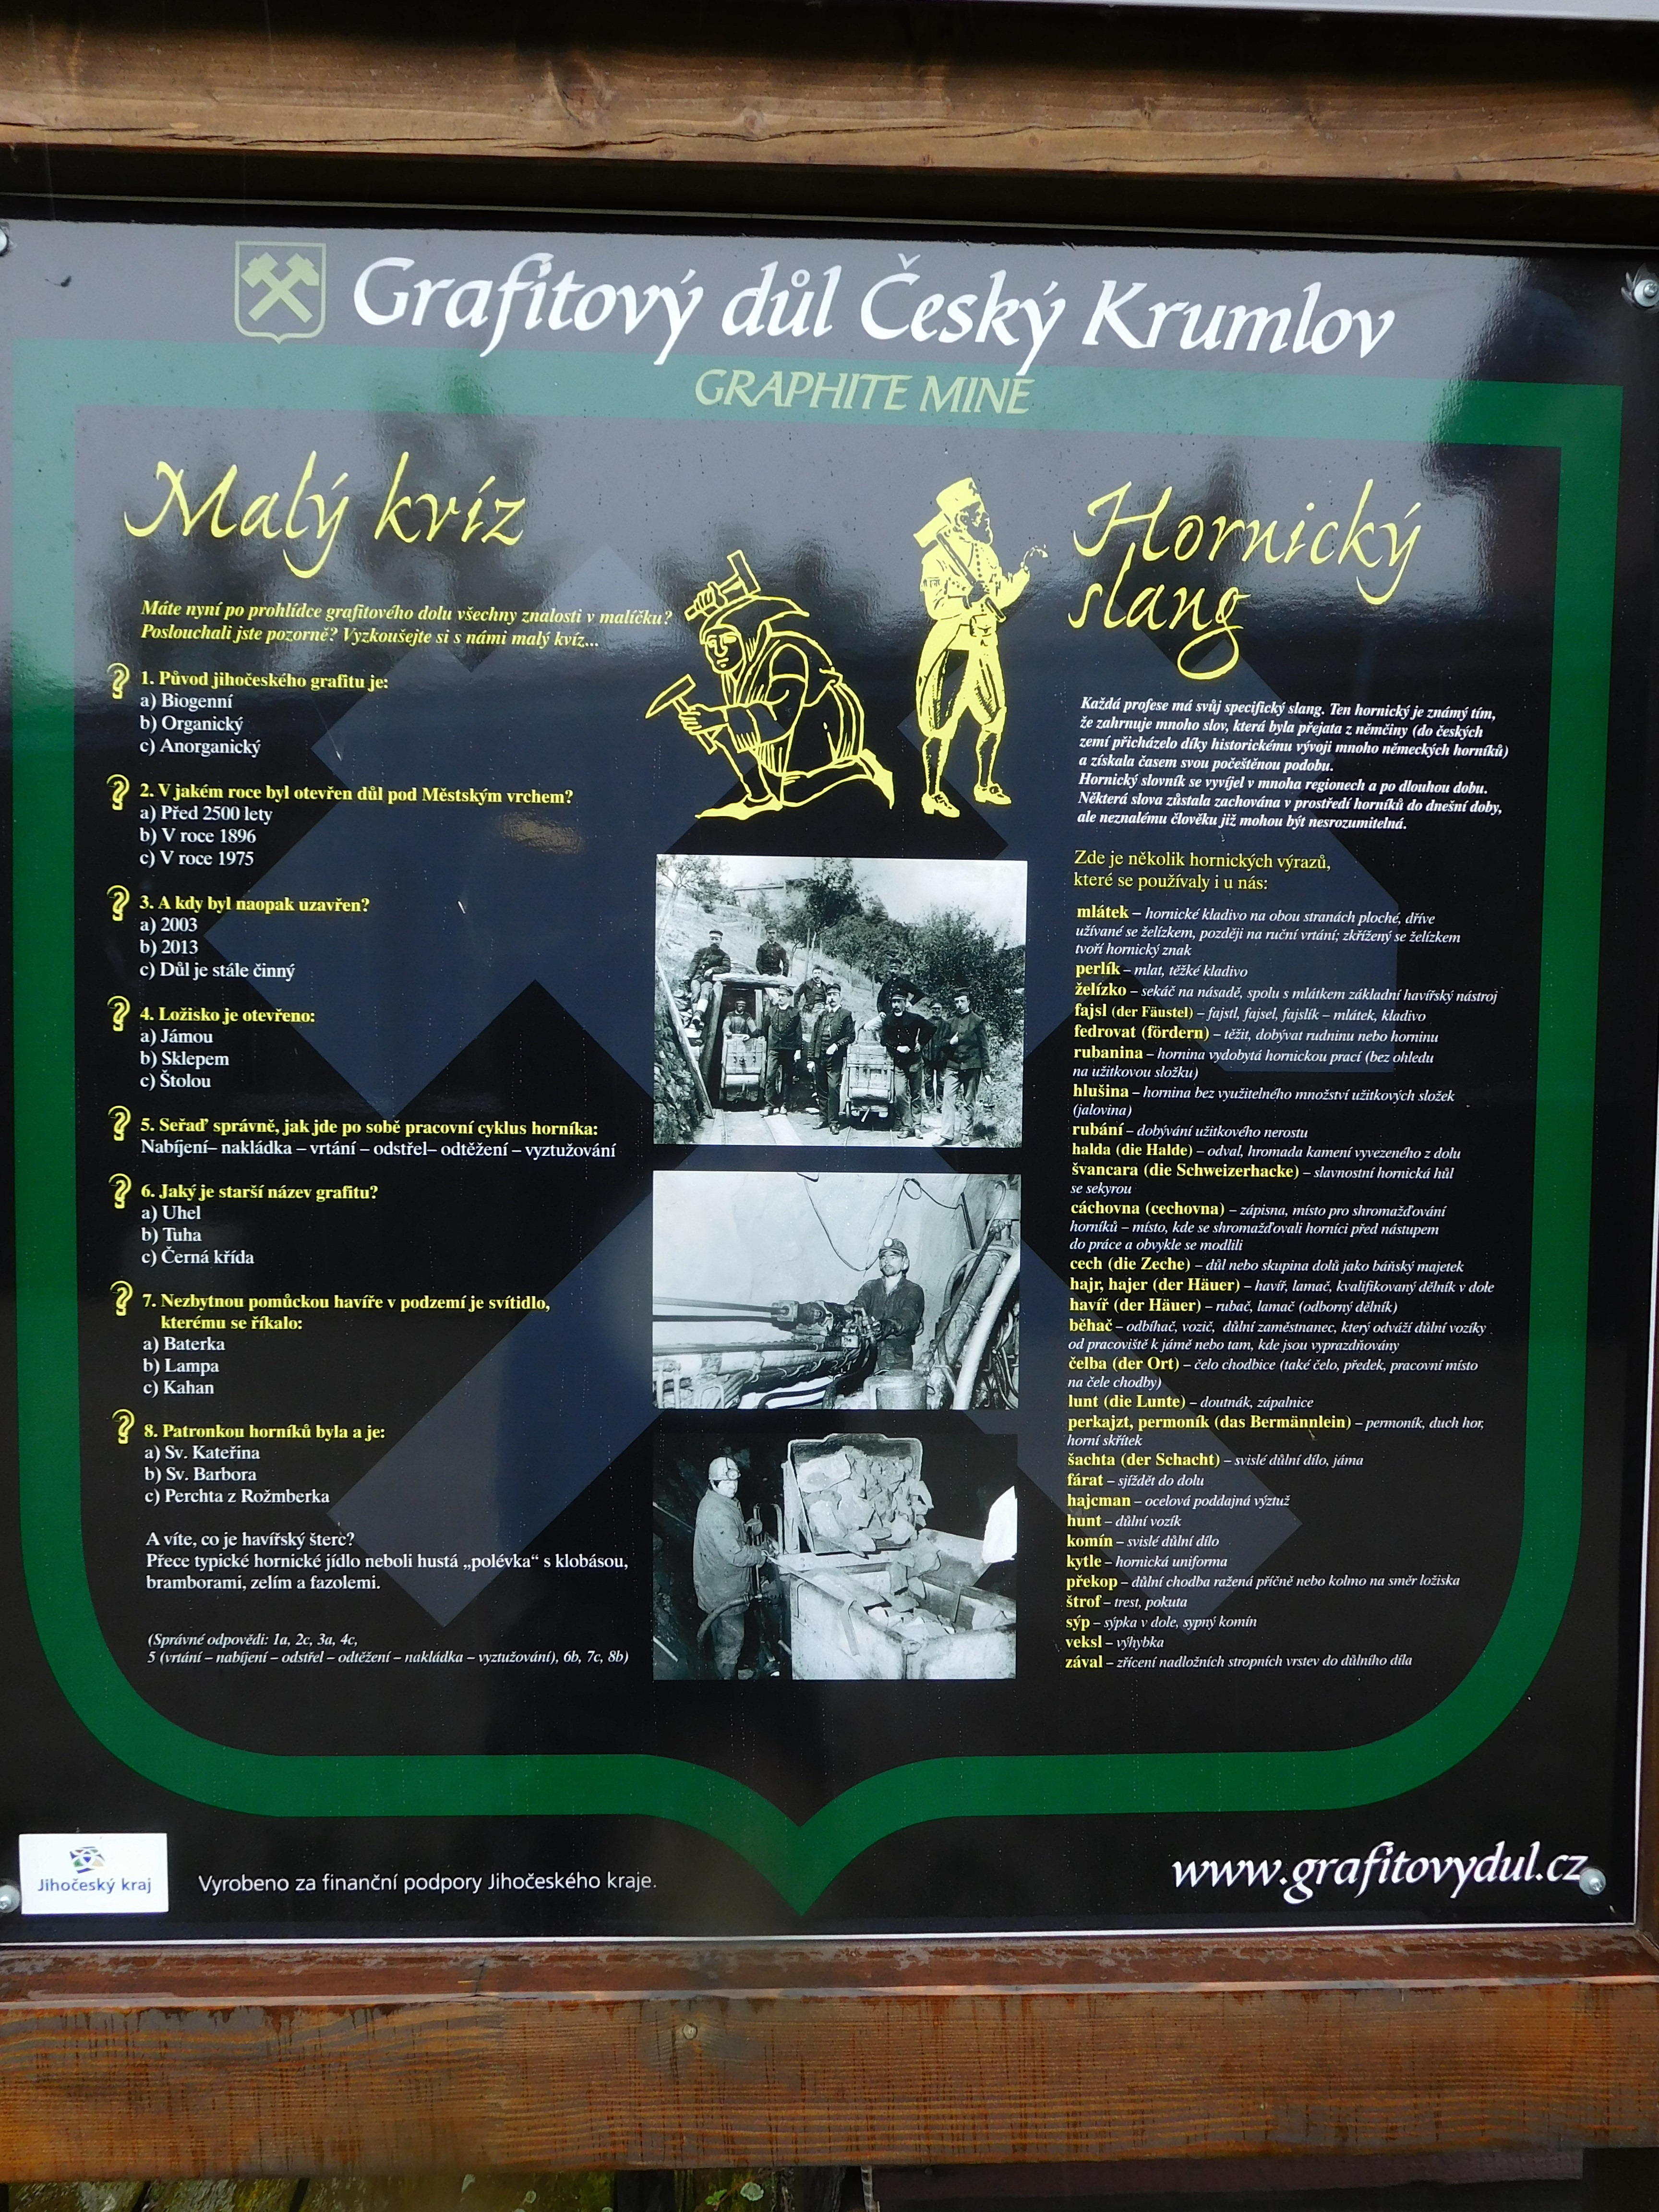 Grafitový důl Český Krumlov
GRAPHITE MINE
Malý kvíz
Máte nyní po prohlídce grafitového dolu všechny znalosti v malíčku?
Poslouchali jste pozorně? Vyzkoušejte si s námi malý kvíz...
1. Původ jihočeského grafitu je:
a) Biogenní
b) Organický
c) Anorganický
2. V jakém roce byl otevřen důl pod Městským vrchem?
a) Před 2500 lety
b) V roce 1896
c) V roce 1975
3. A kdy byl naopak uzavřen?
a) 2003
b) 2013
c) Důl je stále činný
4. Ložisko je otevřeno:
a) Jámou
b) Sklepem
c) Štolou
5. Seřaď správně, jak jde po sobě pracovní cyklus horníka:
Nabíjení– nakládka – vrtání – odstřel– odtěžení – vyztužování
6. Jaký je starší název grafitu?
a) Uhel
b) Tuha
c) Černá křída
7. Nezbytnou pomůckou havíře v podzemí je svítidlo,
kterému se říkalo:
a) Baterka
b) Lampa
c) Kahan
8. Patronkou horníků byla a je:
a) Sv. Kateřina
b) Sv. Barbora
c) Perchta z Rožmberka
A víte, co je havířský šterc?
Přece typické hornické jídlo neboli hustá „polévka“ s klobásou,
bramborami, zelím a fazolemi.
(Správné odpovědi: 1a, 2c, 3a, 4c,
5 (vrtání – nabíjení – odstřel – odtěžení – nakládka – vyztužování), 6b, 7c, 8b)
Hornický
slang
Každá profese má svůj specifický slang. Ten hornický je známý tím,
že zahrnuje mnoho slov, která byla přejata z němčiny (do českých
zemí přicházelo díky historickému vývoji mnoho německých horníků)
a získala časem svou počeštěnou podobu.
Hornický slovník se vyvíjel v mnoha regionech a po dlouhou dobu.
Některá slova zůstala zachována v prostředí horníků do dnešní doby,
ale neznalému člověku již mohou být nesrozumitelná.
Zde je několik hornických výrazů,
které se používaly i u nás:
mlátek – hornické kladivo na obou stranách ploché, dříve
užívané se želízkem, později na ruční vrtání; zkřížený se želízkem
tvoří hornický znak
perlík – mlat, těžké kladivo
želízko – sekáč na násadě, spolu s mlátkem základní havířský nástroj
fajsl (der Fäustel) – fajstl, fajsel, fajslík – mlátek, kladivo
fedrovat (fördern) – těžit, dobývat rudninu nebo horninu
rubanina – hornina vydobytá hornickou prací (bez ohledu
na užitkovou složku)
hlušina – hornina bez využitelného množství užitkových složek
(jalovina)
rubání – dobývání užitkového nerostu
halda (die Halde) – odval, hromada kamení vyvezeného z dolu
švancara (die Schweizerhacke) – slavnostní hornická hůl
se sekyrou
cáchovna (cechovna) – zápisna, místo pro shromažďování
horníků – místo, kde se shromažďovali horníci před nástupem
do práce a obvykle se modlili
cech (die Zeche) – důl nebo skupina dolů jako báňský majetek
hajr, hajer (der Häuer) – havíř, lamač, kvalifikovaný dělník v dole
havíř (der Häuer) – rubač, lamač (odborný dělník)
běhač – odbíhač, vozič, důlní zaměstnanec, který odváží důlní vozíky
od pracoviště k jámě nebo tam, kde jsou vyprazdňovány
čelba (der Ort) – čelo chodbice (také čelo, předek, pracovní místo
na čele chodby)
lunt (die Lunte) – doutnák, zápalnice
perkajzt, permoník (das Bermännlein) – permoník, duch hor,
horní skřítek
šachta (der Schacht) – svislé důlní dílo, jáma
fárat – sjíždět do dolu
hajcman – ocelová poddajná výztuž
hunt – důlní vozík
komín – svislé důlní dílo
kytle – hornická uniforma
překop – důlní chodba ražená příčně nebo kolmo na směr ložiska
štrof – trest, pokuta
sýp – sýpka v dole, sypný komín
veksl – výhybka
zával – zřícení nadložních stropních vrstev do důlního díla
Jihočeský kraj
Vyrobeno za finanční podpory Jihočeského kraje.
www.grafitovydul.cz